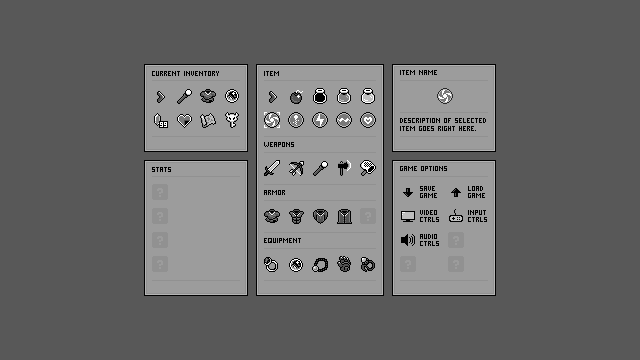 CURRENT INVENTORY
STATS
?
?
?
?
ITEM
WEAPONS
ARMOR
?
EQUIPMENT
ITEM NAME
DESCRIPTION OF SELECTED
ITEM GOES RIGHT HERE.
GAME OPTIONS
SAVE
GAME
LOAD
GAME
VIDEO
CTRLS
INPUT
CTRLS
AUDIO
CTRLS
?
?
?